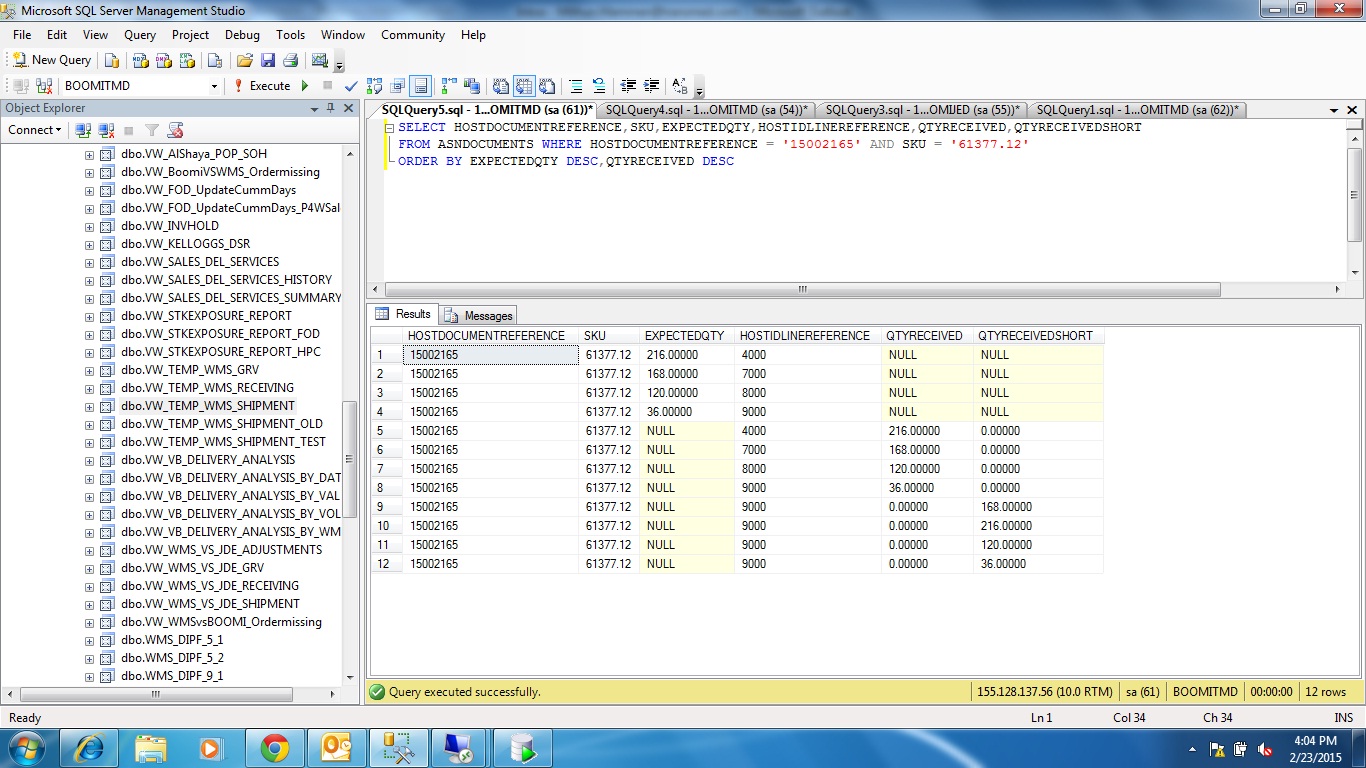 Microsoft SQL Server Management Studio
File Edit View Query Project Debug Tools Window Community Help
New Query
BOOMITMD Execute
Object Explorer
Connect
dbo.VW_AlShaya_POP_SOH
dbo.VW_BoomiVSWMS_Ordermissing
dbo.VW_FOD_UpdateCummDays
dbo.VW_FOD_UpdateCummDays_P4WSal
dbo.VW_INVHOLD
dbo.VW_KELLOGGS_DSR
dbo.VW_SALES_DEL_SERVICES
dbo.VW_SALES_DEL_SERVICES_HISTORY
dbo.VW_SALES_DEL_SERVICES_SUMMARY
dbo.VW_STKEXPOSURE_REPORT
dbo.VW_STKEXPOSURE_REPORT_FOD
dbo.VW_STKEXPOSURE_REPORT_HPC
dbo.VW_TEMP_WMS_GRV
dbo.VW_TEMP_WMS_RECEIVING
dbo.VW_TEMP_WMS_SHIPMENT
dbo.VW_TEMP_WMS_SHIPMENT_OLD
dbo.VW_TEMP_WMS_SHIPMENT_TEST
dbo.VW_VB_DELIVERY_ANALYSIS
dbo.VW_VB_DELIVERY_ANALYSIS_BY_DAT
dbo.VW_VB_DELIVERY_ANALYSIS_BY_VAL
dbo.VW_VB_DELIVERY_ANALYSIS_BY_VOL
dbo.VW_VB_DELIVERY_ANALYSIS_BY_WM
dbo.VW_WMS_VS_JDE_ADJUSTMENTS
dbo.VW_WMS_VS_JDE_GRV
dbo.VW_WMS_VS_JDE_RECEIVING
dbo.VW_WMS_VS_JDE_SHIPMENT
dbo.VW_WMSvsBOOMI_Ordermissing
dbo.WMS_DIPF_5_1
dbo.WMS_DIPF_5_2
dbo.WMS_DIPF_9_1
SQLQuery5.sql - 1...OMITMD (sa (61))* SQLQuery4.sql - 1...OMITMD (sa (54))* SQLQuery3.sql - 1...OMIJED (sa (55))* SQLQuery1.sql - 1...OMITMD (sa (62))*
SELECT HOSTDOCUMENTREFERENCE,SKU,EXPECTEDQTY,HOSTIDLINEREFERENCE,QTYRECEIVED,QTYRECEIVEDSHORT
FROM ASNDOCUMENTS WHERE HOSTDOCUMENTREFERENCE = '15002165' AND SKU = '61377.12'
ORDER BY EXPECTEDQTY DESC,QTYRECEIVED DESC
Results Messages
HOSTDOCUMENTREFERENCE SKU EXPECTEDQTY HOSTIDLINEREFERENCE QTYRECEIVED QTYRECEIVEDSHORT
1 15002165 61377.12 216.00000 4000 NULL NULL
2 15002165 61377.12 168.00000 7000 NULL NULL
3 15002165 61377.12 120.00000 8000 NULL NULL
4 15002165 61377.12 36.00000 9000 NULL NULL
5 15002165 61377.12 NULL 4000 216.00000 0.00000
6 15002165 61377.12 NULL 7000 168.00000 0.00000
7 15002165 61377.12 NULL 8000 120.00000 0.00000
8 15002165 61377.12 NULL 9000 36.00000 0.00000
9 15002165 61377.12 NULL 9000 0.00000 168.00000
10 15002165 61377.12 NULL 9000 0.00000 216.00000
11 15002165 61377.12 NULL 9000 0.00000 120.00000
12 15002165 61377.12 NULL 9000 0.00000 36.00000
Query executed successfully. 155.128.137.56 (10.0 RTM) sa (61) BOOMITMD 00:00:00 12 rows
Ready Ln 1 Col 34 Ch 34 INS
4:04 PM
2/23/2015